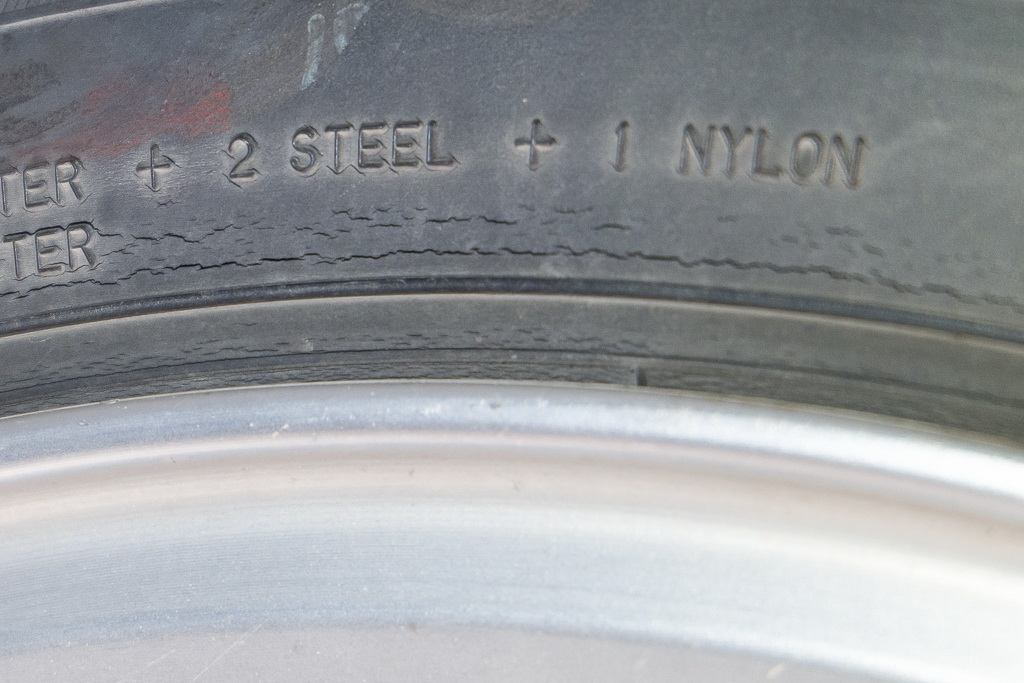 TER + 2 STEEL + 1 NYLON
TER